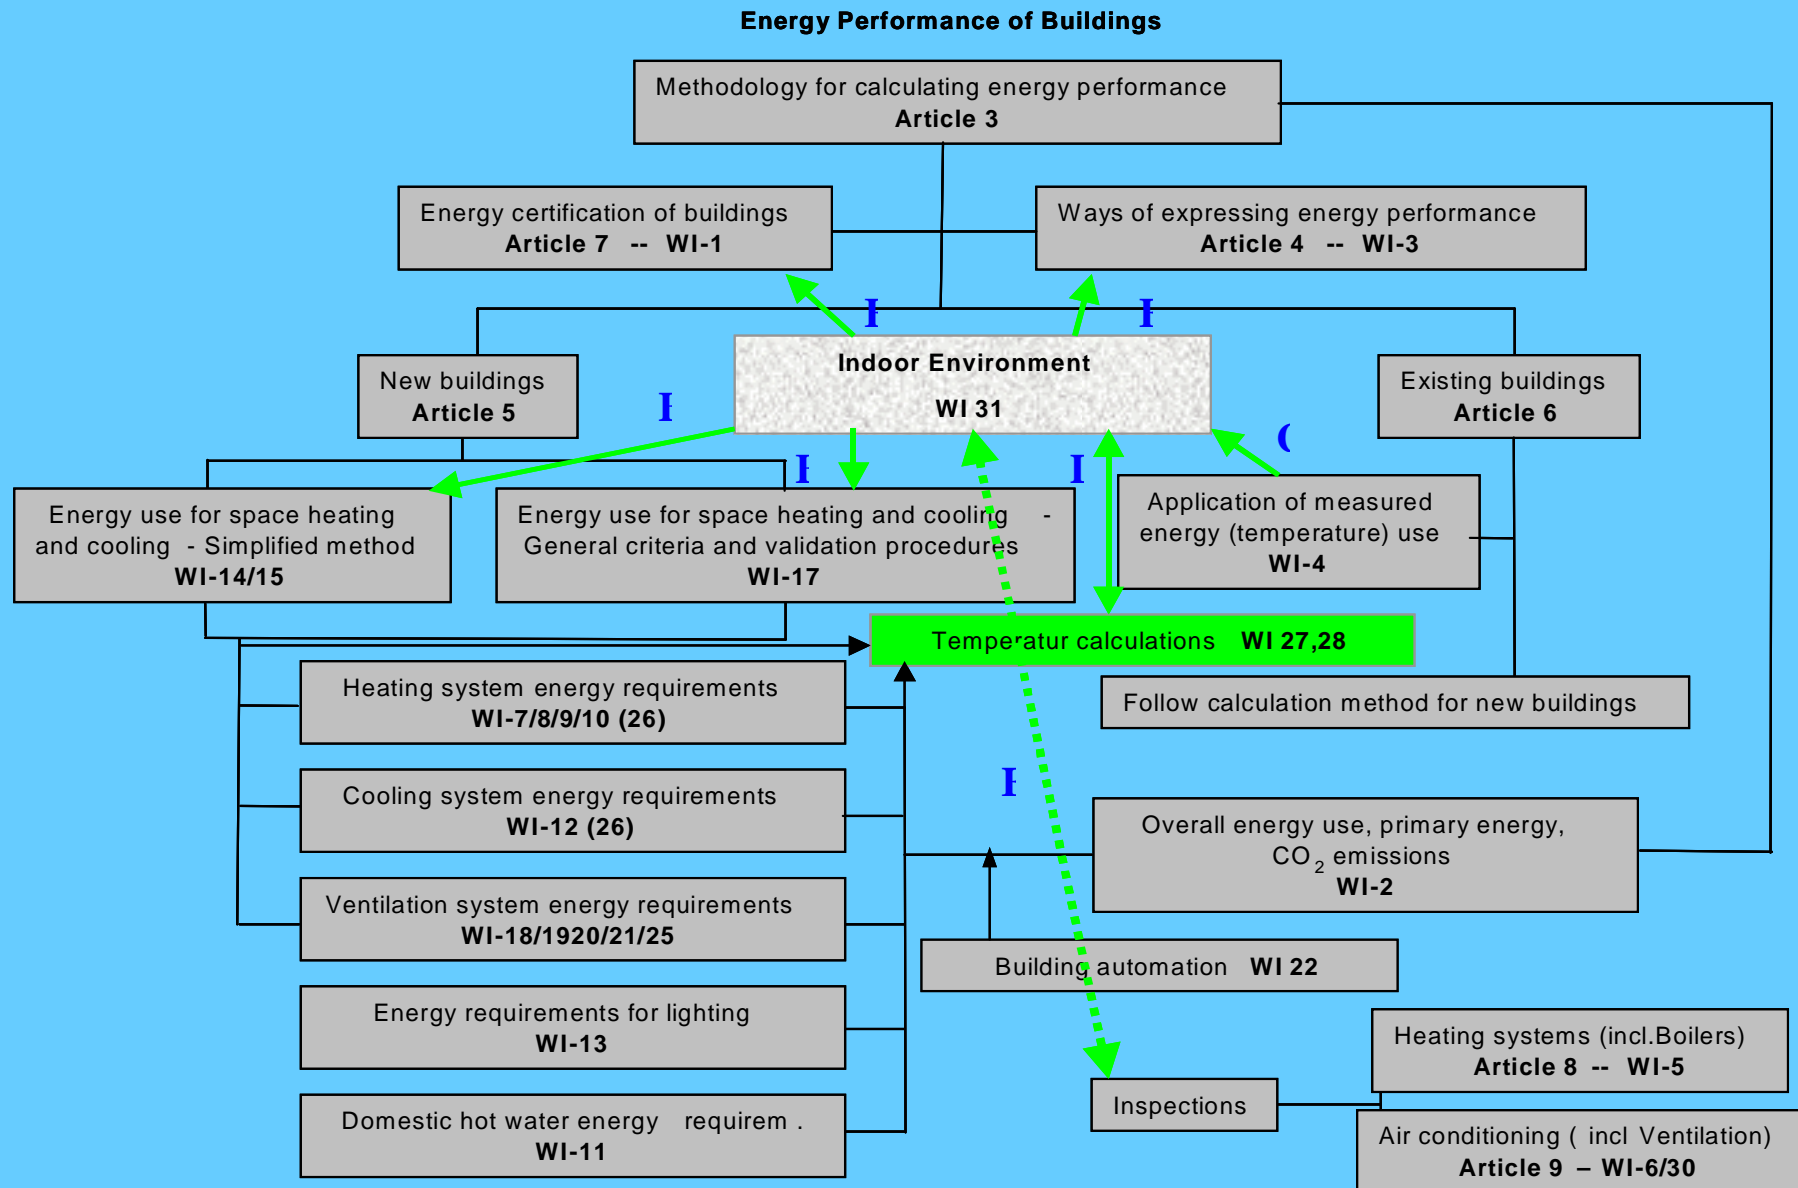 Energy Performance of Buildings
Methodology for calculating energy performance
Article 3
Energy certification of buildings
Article 7 -- WI-1
Ways of expressing energy performance
Article 4 -- WI-3
New buildings
Article 5
Indoor Environment
WI 31
Existing buildings
Article 6
Energy use for space heating
and cooling - Simplified method
WI-14/15
Energy use for space heating and cooling -
General criteria and validation procedures
WI-17
Application of measured
energy (temperature) use
WI-4
Temperatur calculations WI 27,28
Heating system energy requirements
WI-7/8/9/10 (26)
Follow calculation method for new buildings
Cooling system energy requirements
WI-12 (26)
Overall energy use, primary energy,
CO2 emissions
WI-2
Ventilation system energy requirements
WI-18/1920/21/25
Building automation WI 22
Energy requirements for lighting
WI-13
Heating systems (incl.Boilers)
Article 8 -- WI-5
Inspections
Domestic hot water energy requirem .
WI-11
Air conditioning ( incl Ventilation)
Article 9 – WI-6/30